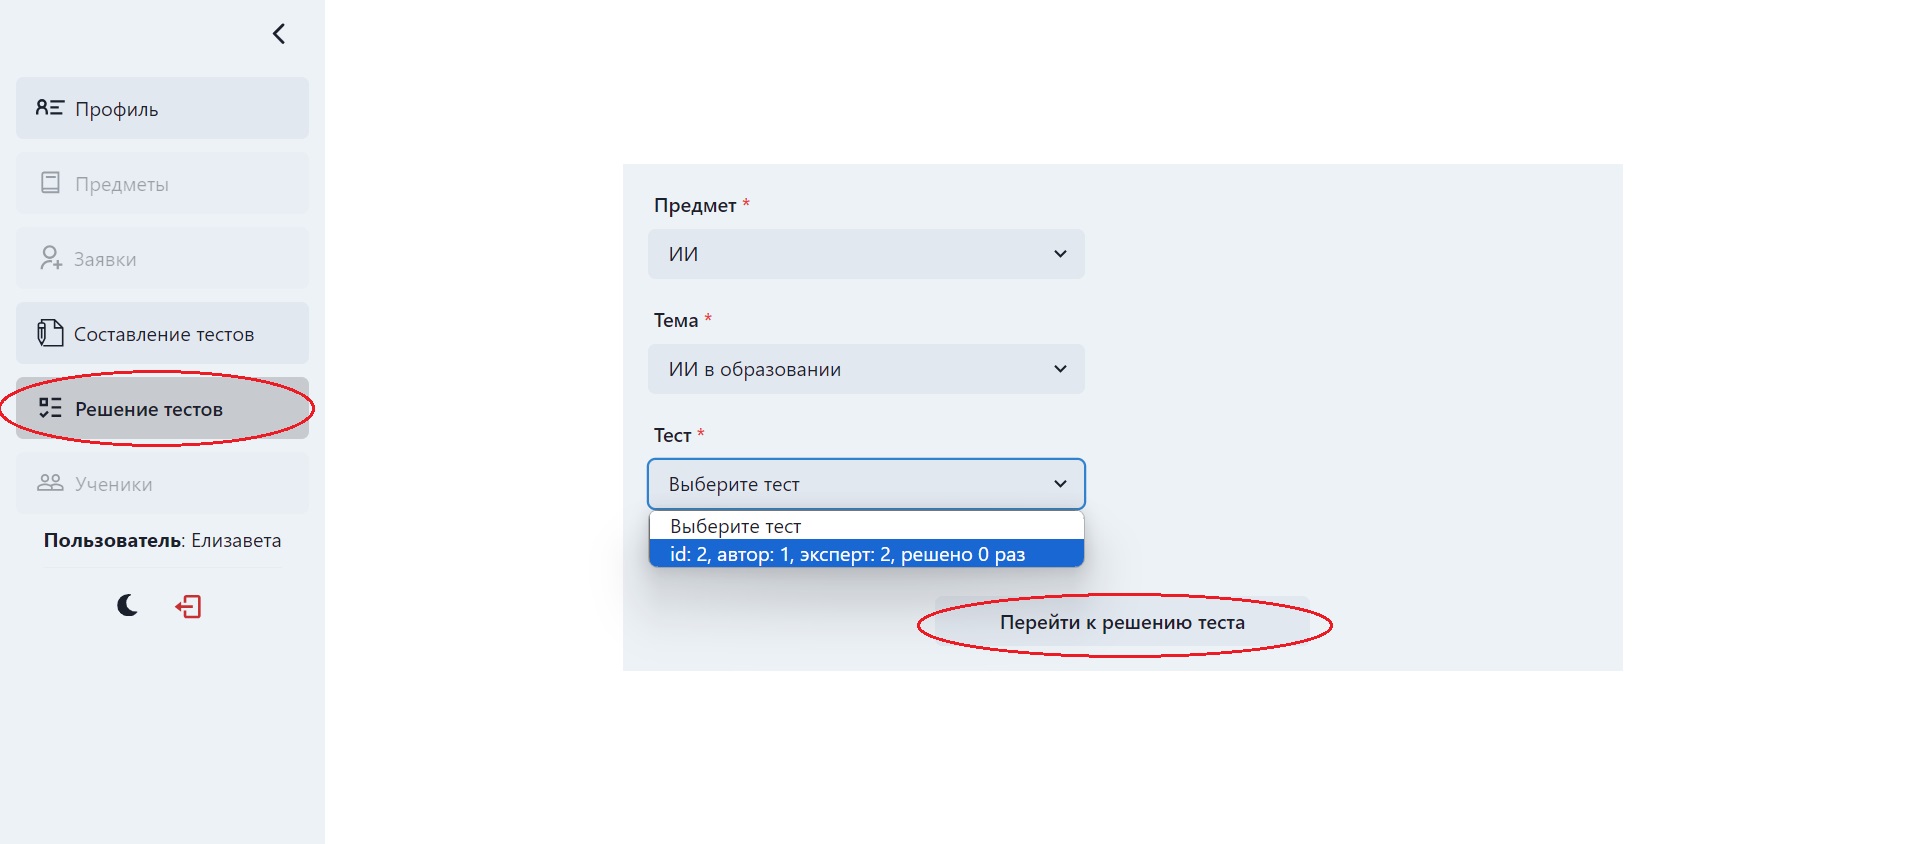 Профиль
Предметы
Заявки
Составление тестов
Решение тестов
Ученики
Пользователь: Елизавета
Предмет *
ИИ
Тема *
ИИ в образовании
Тест *
Выберите тест
Выберите тест
id: 2, автор: 1, эксперт: 2, решено 0 раз
Перейти к решению теста